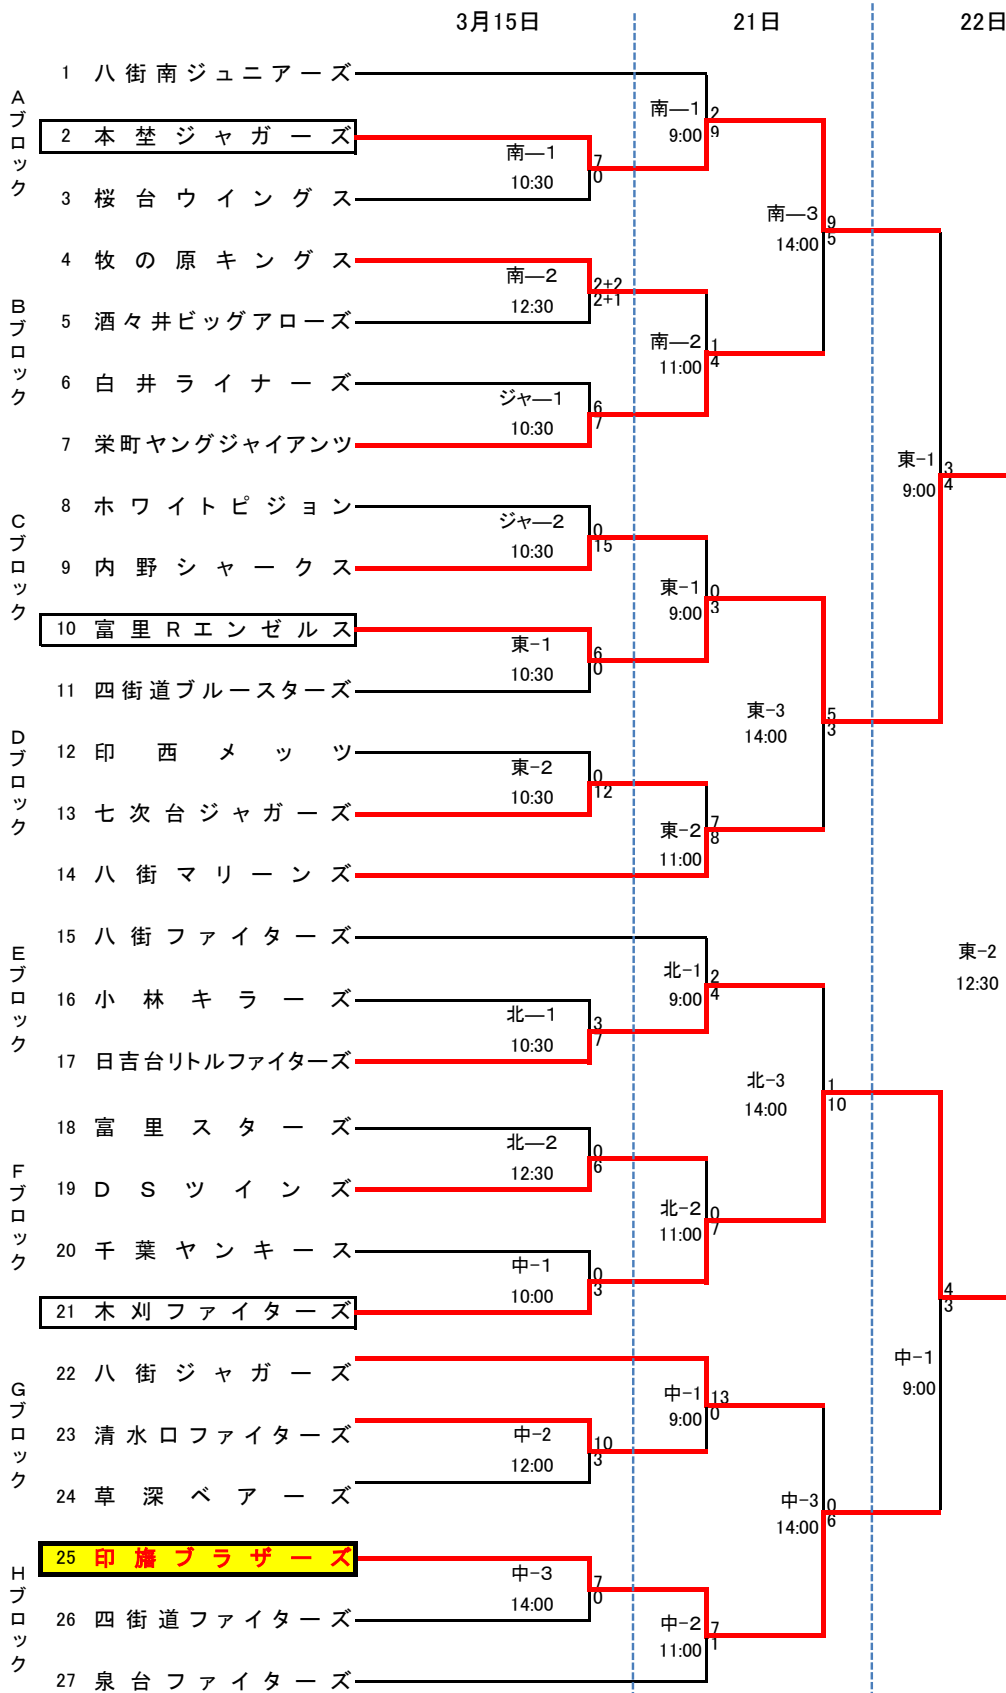 3月15日 21日 22日
Aブロック
1 八街南ジュニアーズ
南—1 2
9:00 9
2 本埜ジャガーズ
南—1 7
10:30 0
3 桜台ウイングス
南—3 9
14:00 5
4 牧の原キングス
南—2 2+2
12:30 2+1
Bブロック
5 酒々井ビッグアローズ
南—2 1
11:00 4
6 白井ライナーズ
ジャ—1 6
10:30 7
7 栄町ヤングジャイアンツ
東-1 3
9:00 4
8 ホワイトピジョン
Cブロック
ジャ—2 0
10:30 15
9 内野シャークス
東-1 0
9:00 3
10 富里Rエンゼルス
東-1 6
10:30 0
11 四街道ブルースターズ
東-3 5
14:00 3
Dブロック
12 印西メッツ
東-2 0
10:30 12
13 七次台ジャガーズ
東-2 7
11:00 8
14 八街マリーンズ
15 八街ファイターズ
Eブロック
東-2
12:30
北-1 2
9:00 4
16 小林キラーズ
北—1 3
10:30 7
17 日吉台リトルファイターズ
北-3 1
14:00 10
18 富里スターズ
北—2 0
12:30 6
Fブロック
19 DSツインズ
北-2 0
11:00 7
20 千葉ヤンキース
中-1 0
10:00 3
21 木刈ファイターズ
4
3
中-1
9:00
22 八街ジャガーズ
Gブロック
中-1 13
9:00 0
23 清水口ファイターズ
中-2 10
12:00 3
24 草深ベアーズ
中-3 0
14:00 6
25 印旛ブラザーズ
中-3 7
14:00 0
Hブロック
26 四街道ファイターズ
中-2 7
11:00 1
27 泉台ファイターズ